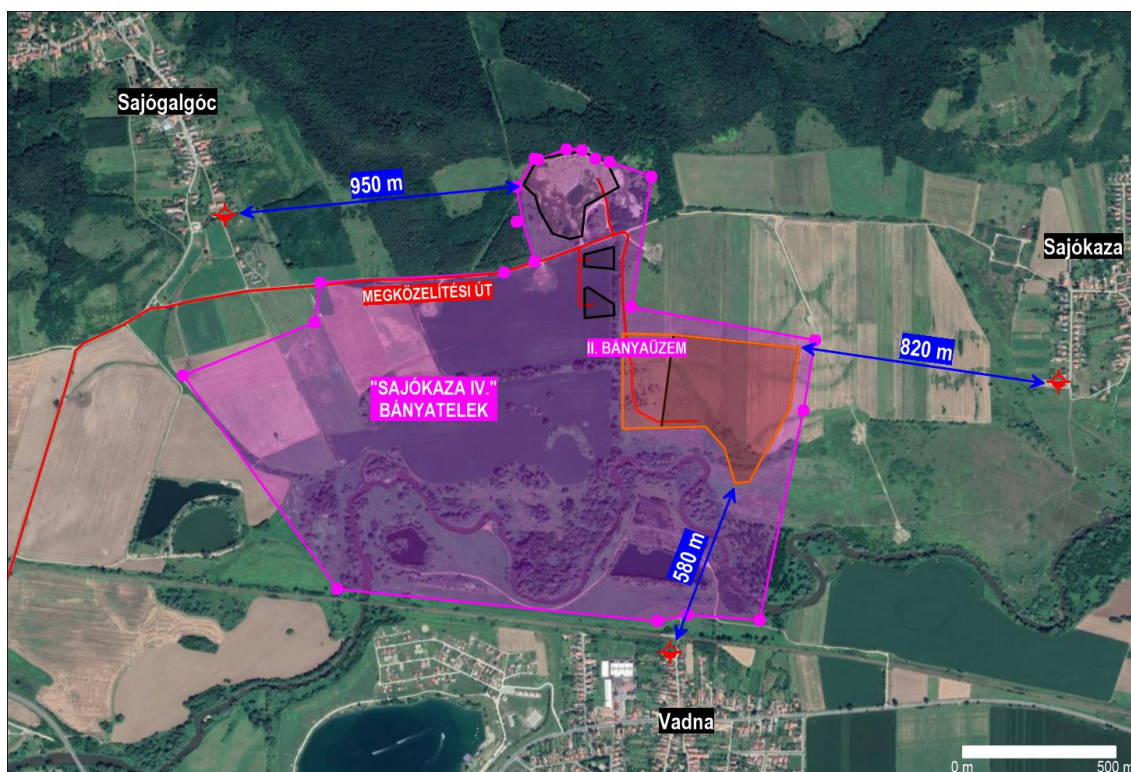 Sajógalgóc
950 m
Sajókaza
MEGKÖZELÍTÉSI ÚT
II. BÁNYAÜZEM
820 m
"SAJÓKAZA IV."
BÁNYATELEK
580 m
Vadna
0 m
500 m